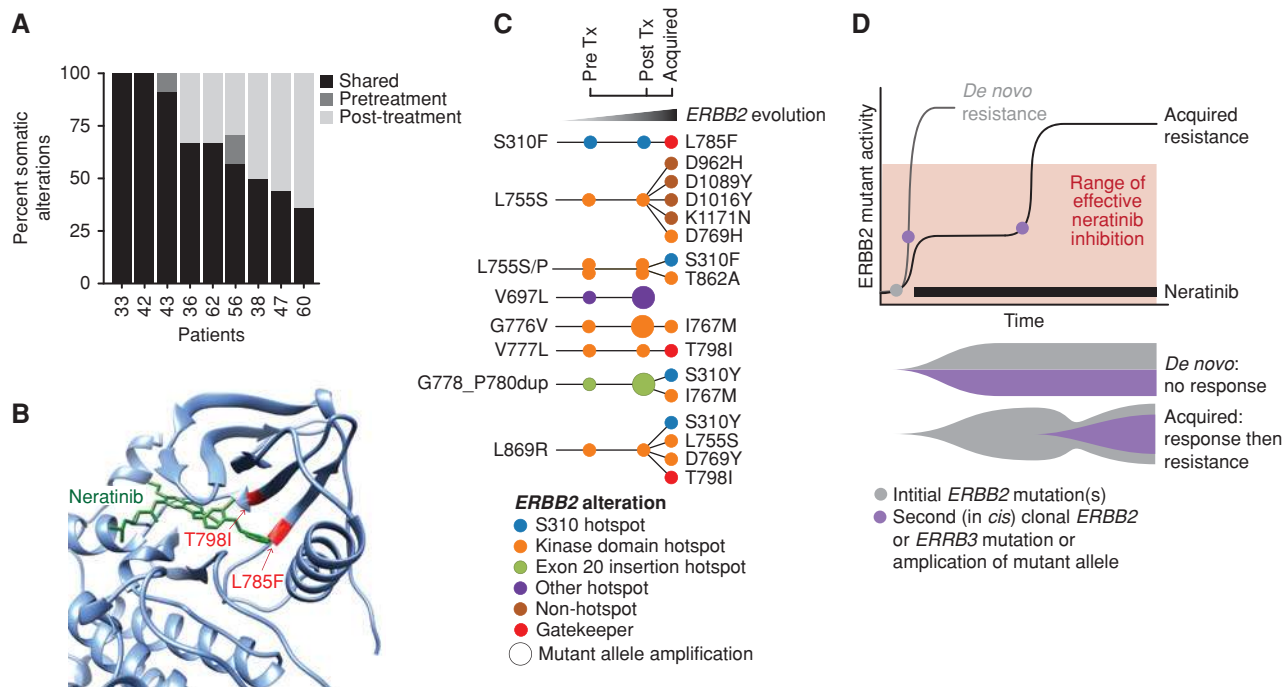 A
Percent somatic
alterations
100
75
50
25
0
33
42
43
36
62
56
38
47
60
Patients
Shared
Pretreatment
Post-treatment
B
Neratinib
T798I
L785F
C
Pre Tx
Post Tx
Acquired
ERBB2 evolution
S310F
L785F
L755S
D962H
D1089Y
D1016Y
K1171N
D769H
L755S/P
S310F
T862A
V697L
G776V
I767M
V777L
T798I
G778_P780dup
S310Y
I767M
L869R
S310Y
L755S
D769Y
T798I
ERBB2 alteration
S310 hotspot
Kinase domain hotspot
Exon 20 insertion hotspot
Other hotspot
Non-hotspot
Gatekeeper
Mutant allele amplification
D
ERBB2 mutant activity
De novo
resistance
Acquired
resistance
Range of
effective
neratinib
inhibition
Neratinib
Time
De novo:
no response
Acquired:
response then
resistance
Intitial ERBB2 mutation(s)
Second (in cis) clonal ERBB2
or ERRB3 mutation or
amplication of mutant allele